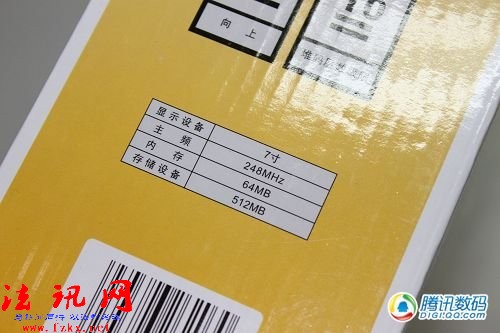 向上
显示设备 7寸
主频 248MHz
内存 64MB
存储设备 512MB
法讯网
www.fzkx.net
腾讯数码
DIGI.QQ.COM